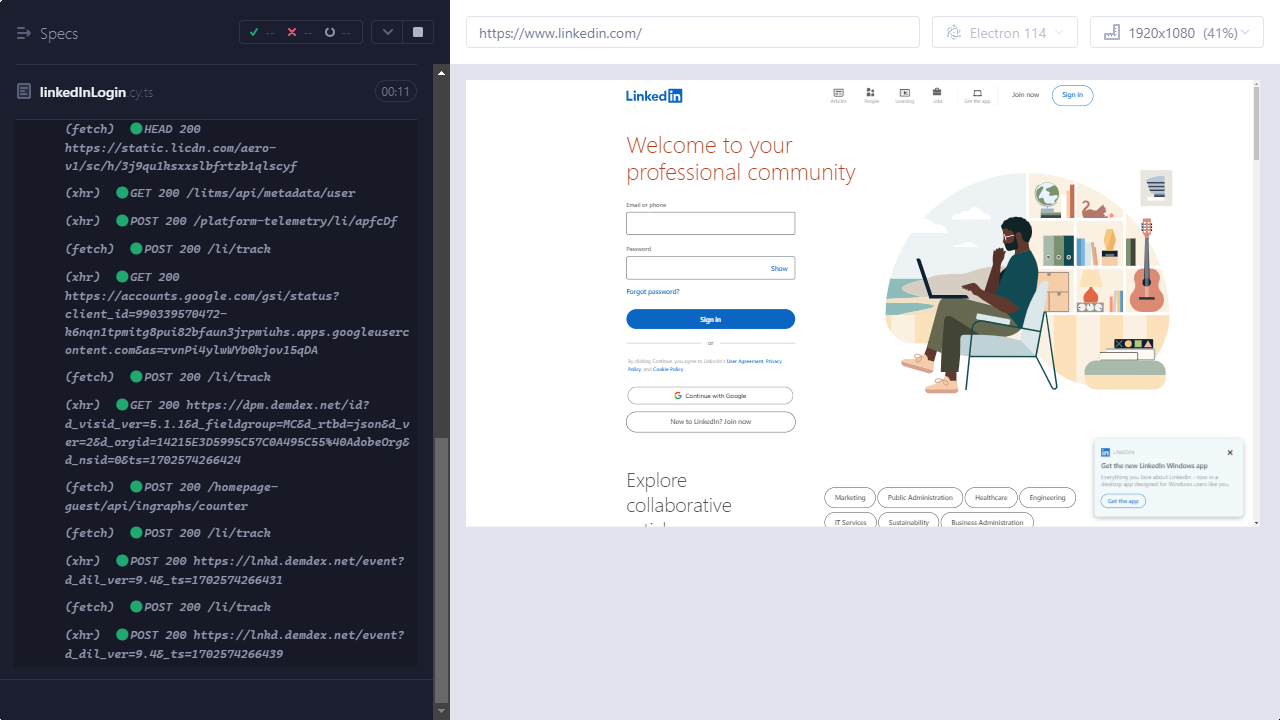 Specs
--
--
--
linkedInLogin.cy.ts
00:11
(fetch) HEAD 200
https://static.licdn.com/aero-
v1/sc/h/3j9qu1hsxxslbfrtzb1qlscyf
(xhr) GET 200 /litms/api/metadata/user
(xhr) POST 200 /platform-telemetry/li/apfcDf
(fetch) POST 200 /li/track
(xhr) GET 200
https://accounts.google.com/gsi/status?
(fetch) POST 200 /li/track
(xhr) GET 200 https://dpm.demdex.net/id?
d_visid_ver=5.1.1&d_fieldgroup=MC&d_rtbd=json&d_v
er=2&d_orgid=14215E3D5995C57C0A495C55%40AdobeOrg&
d_nsid=0&ts=1702574266424
(fetch) POST 200 /homepage-
guest/api/ingraphs/counter
(fetch) POST 200 /li/track
(xhr) POST 200 https://lnkd.demdex.net/event?
d_dil_ver=9.4&_ts=1702574266431
(fetch) POST 200 /li/track
(xhr) POST 200 https://lnkd.demdex.net/event?
d_dil_ver=9.4&_ts=1702574266439
https://www.linkedin.com/
Electron 114
1920x1080 (41%)
Linked in
Articles
People
Learning
Jobs
Get the app
Join now
Sign in
Welcome to your
professional community
Email or phone
Password
Show
Forgot password?
Sign in
or
By clicking Continue, you agree to LinkedIn's User Agreement, Privacy
Policy, and Cookie Policy.
Continue with Google
New to LinkedIn? Join now
Explore
collaborative
Marketing
Public Administration
Healthcare
Engineering
IT Services
Sustainability
Business Administration
in LINKEDIN
Get the new LinkedIn Windows app
Everything you love about LinkedIn - now in a
desktop app designed for Windows users like you.
Get the app